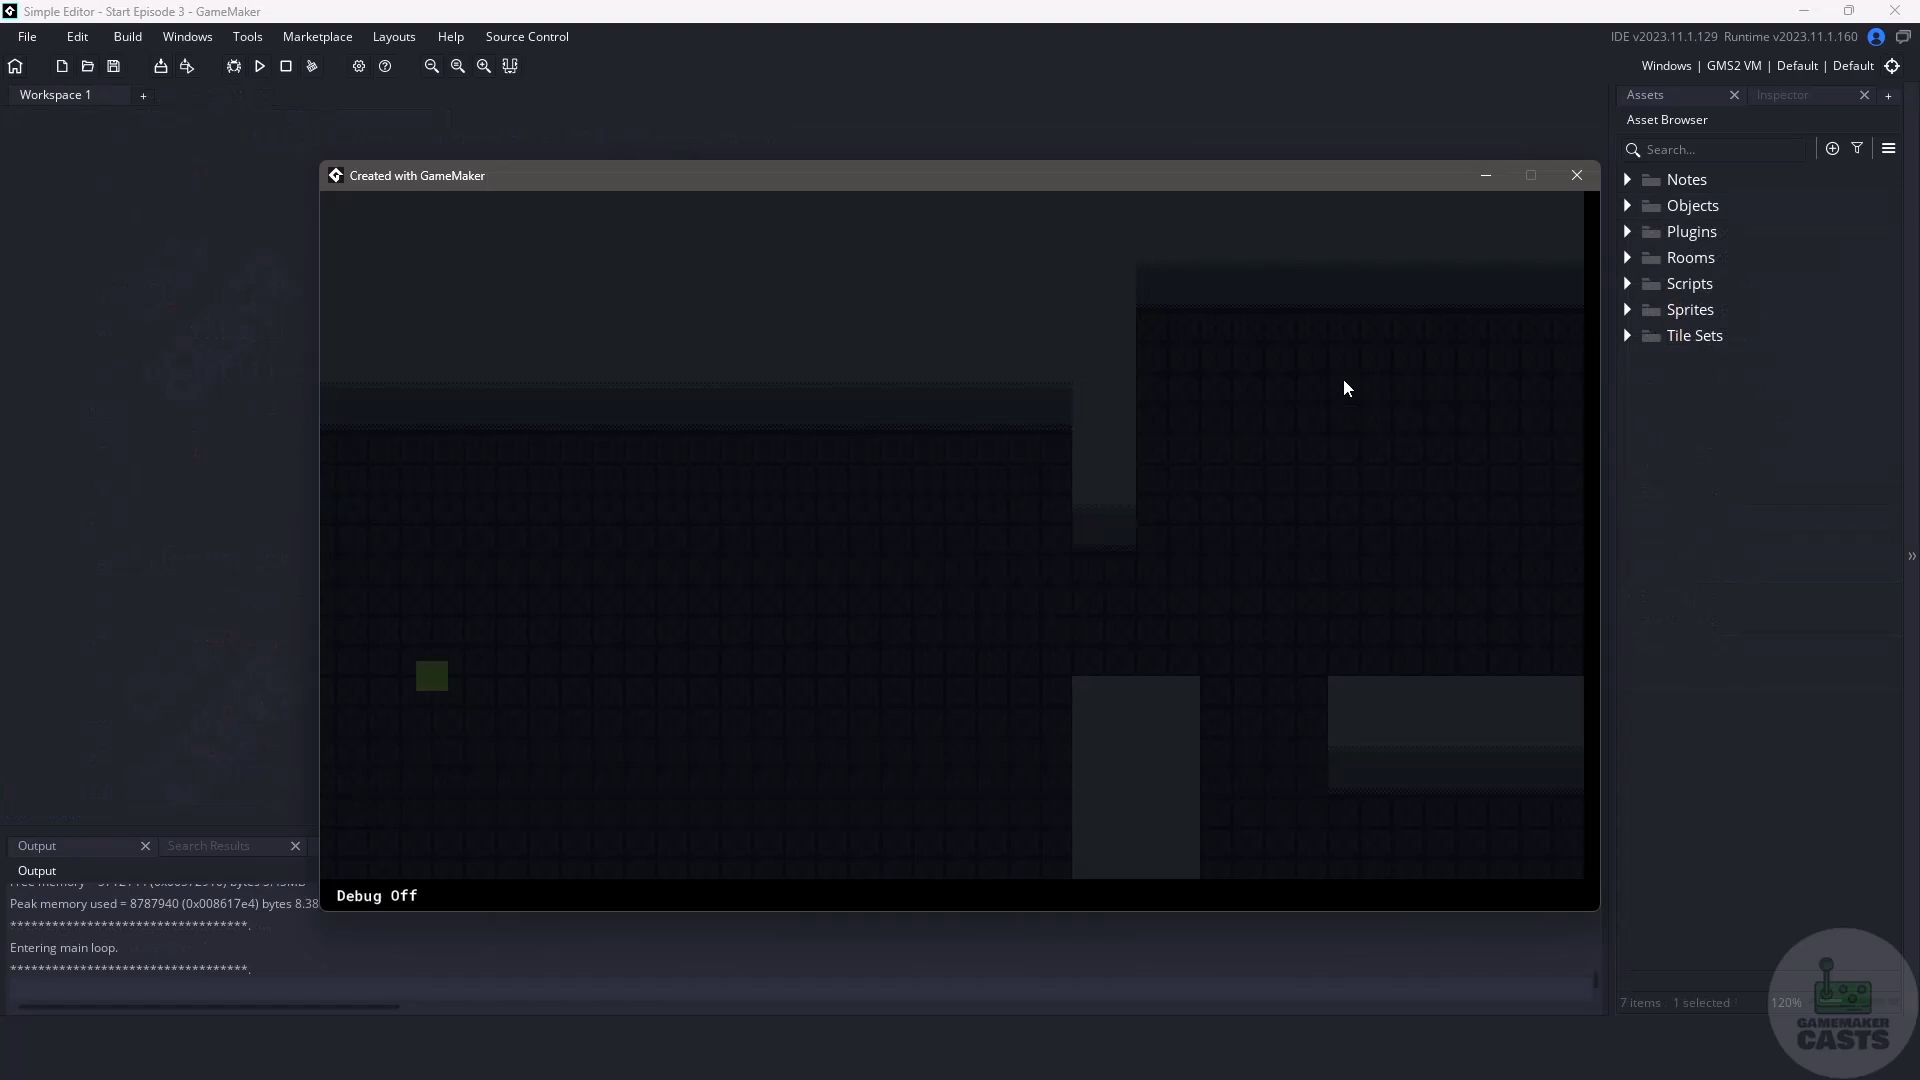 Simple Editor - Start Episode 3 - GameMaker
File Edit Build Windows Tools Marketplace Layouts Help Source Control
IDE v2023.11.1.129 Runtime v2023.11.1.160
Windows | GMS2 VM | Default | Default
Workspace 1
Assets Inspector
Asset Browser
Search...
Created with GameMaker
Notes
Objects
Plugins
Rooms
Scripts
Sprites
Tile Sets
Output Search Results
Output
Peak memory used = 8787940 (0x008617e4) bytes 8.38
*********************************.
Entering main loop.
*********************************.
Debug Off
7 items 1 selected 120%
GAMEMAKER
CASTS